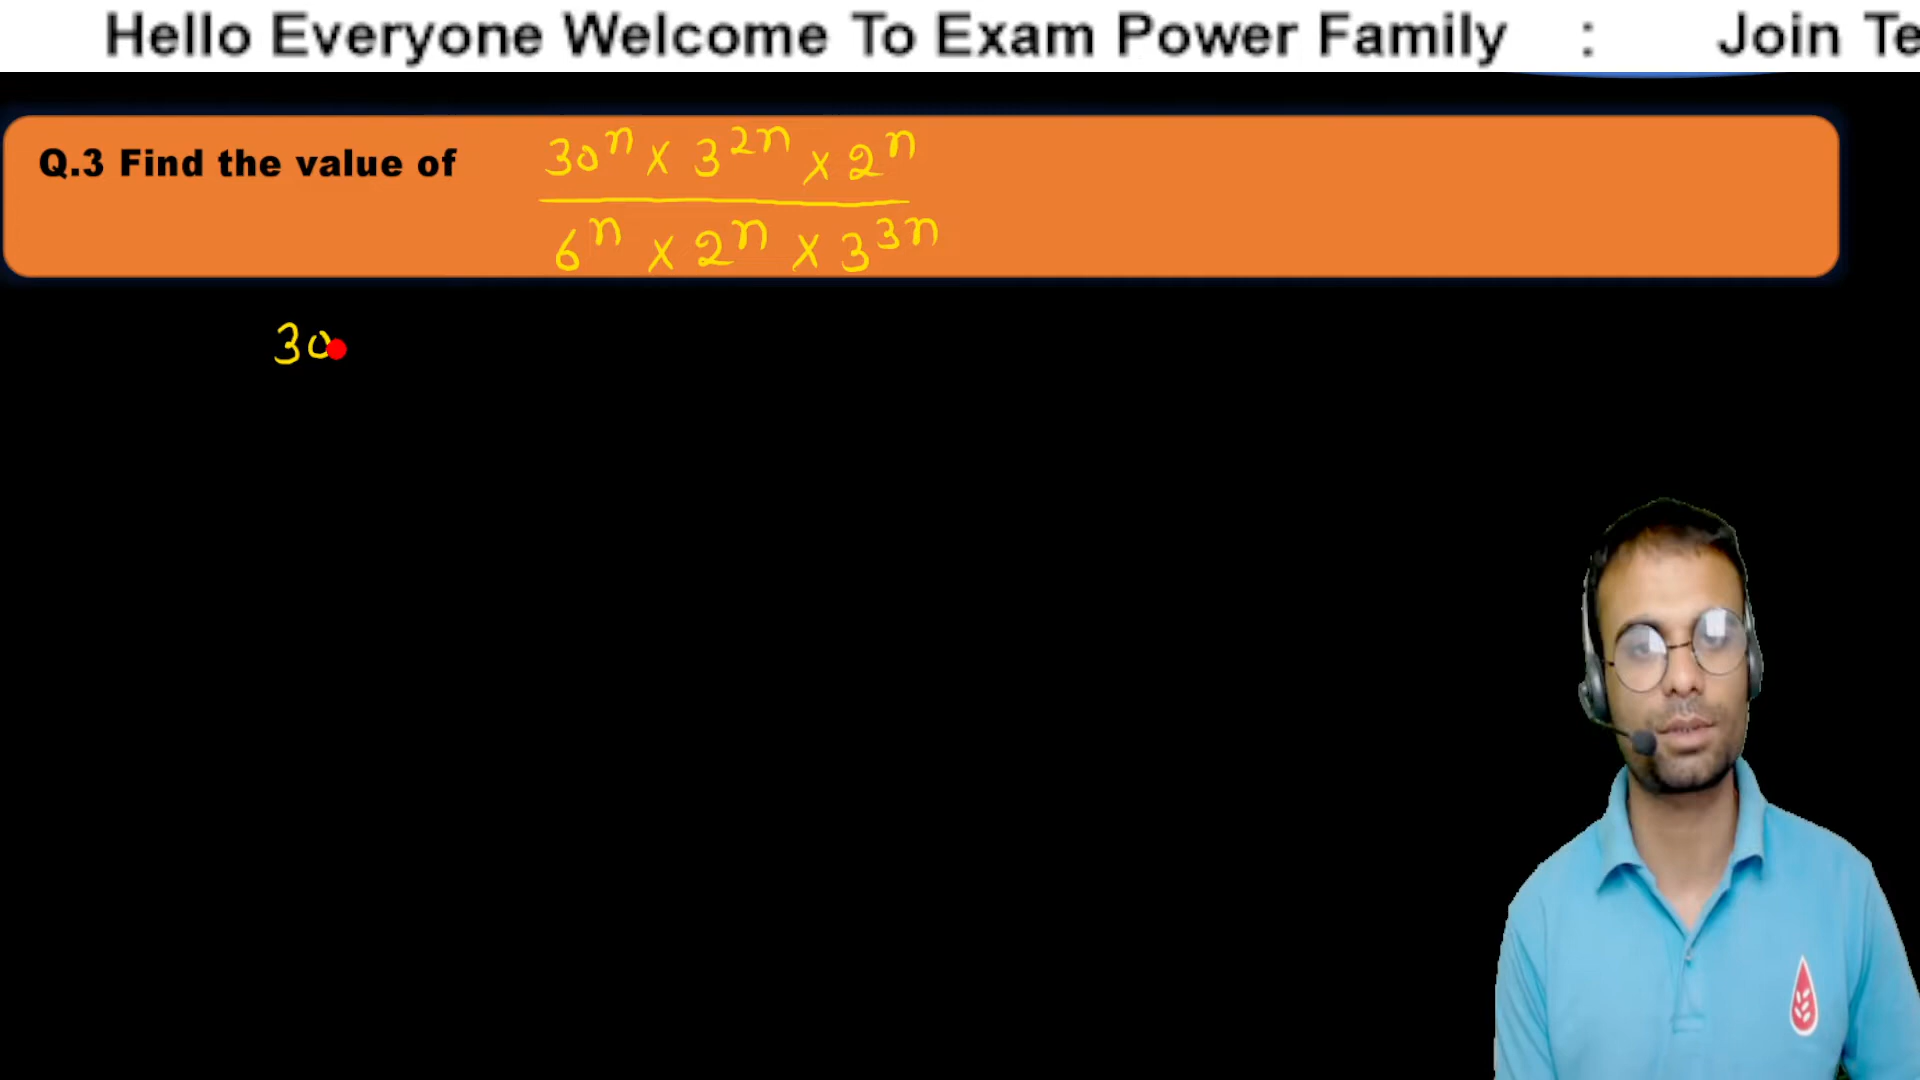 Hello Everyone Welcome To Exam Power Family : Join Te
Q.3 Find the value of
30ⁿ × 3²ⁿ × 2ⁿ
6ⁿ × 2ⁿ × 3³ⁿ
30